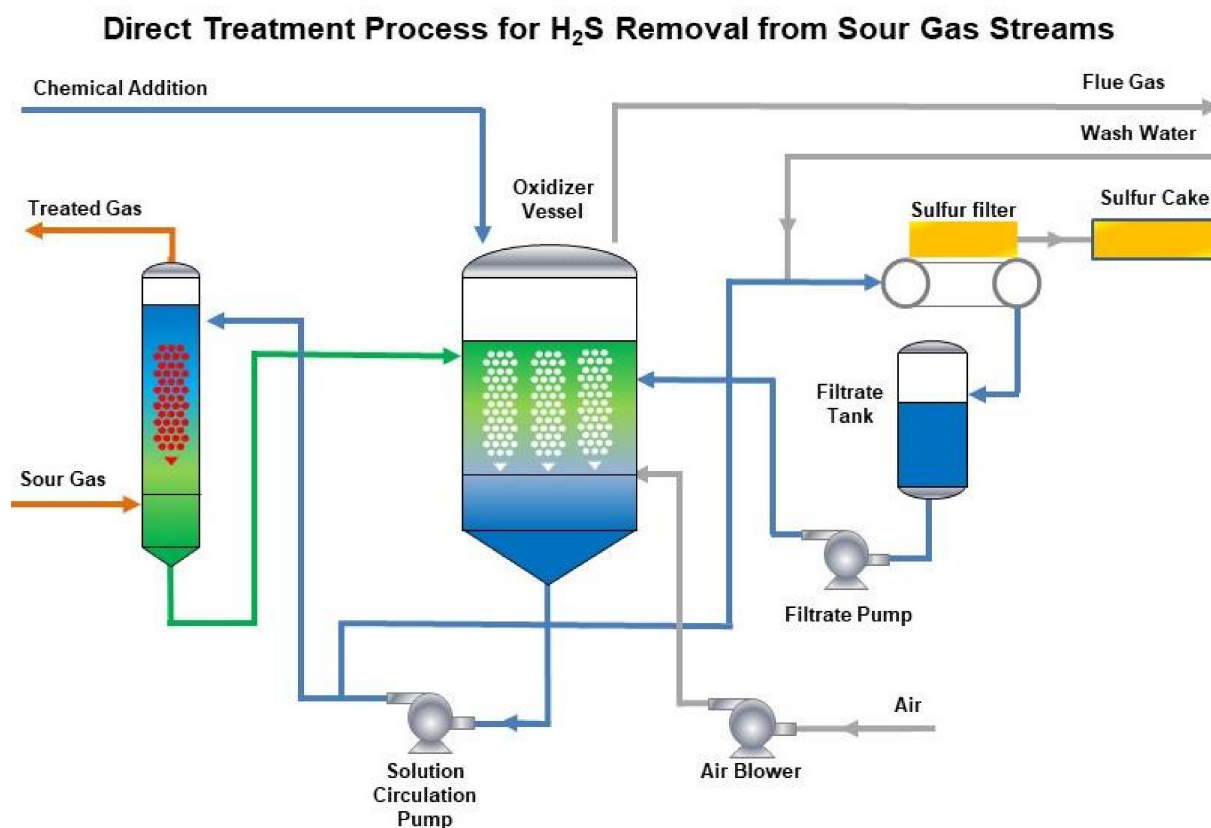 Direct Treatment Process for H₂S Removal from Sour Gas Streams
Chemical Addition
Flue Gas
Wash Water
Oxidizer
Vessel
Treated Gas
Sulfur filter
Sulfur Cake
Filtrate
Tank
Sour Gas
Filtrate Pump
Air
Solution
Circulation
Pump
Air Blower